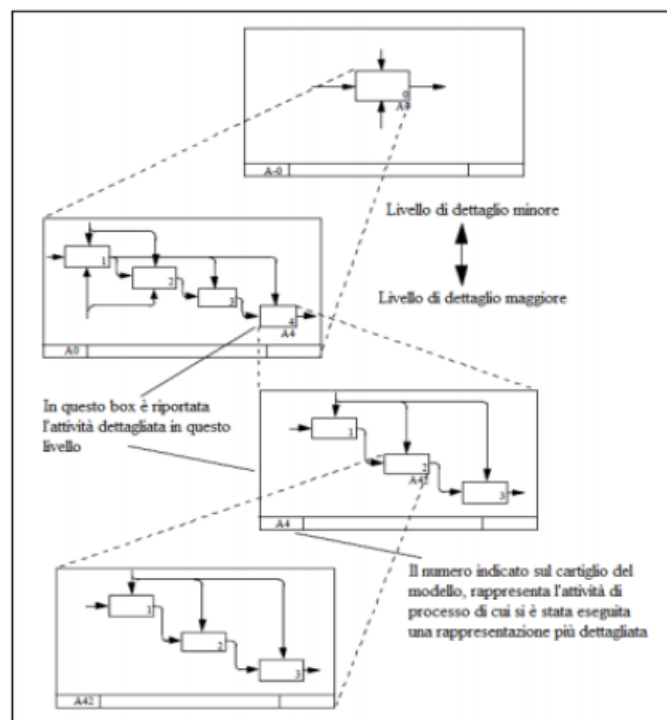 0
A0
A-0
Livello di dettaglio minore
Livello di dettaglio maggiore
1
2
3
4
A4
A0
In questo box è riportata
l'attività dettagliata in questo
livello
1
2
A42
3
A4
Il numero indicato sul cartiglio del
modello, rappresenta l'attività di
processo di cui si è stata eseguita
una rappresentazione più dettagliata
1
2
3
A42